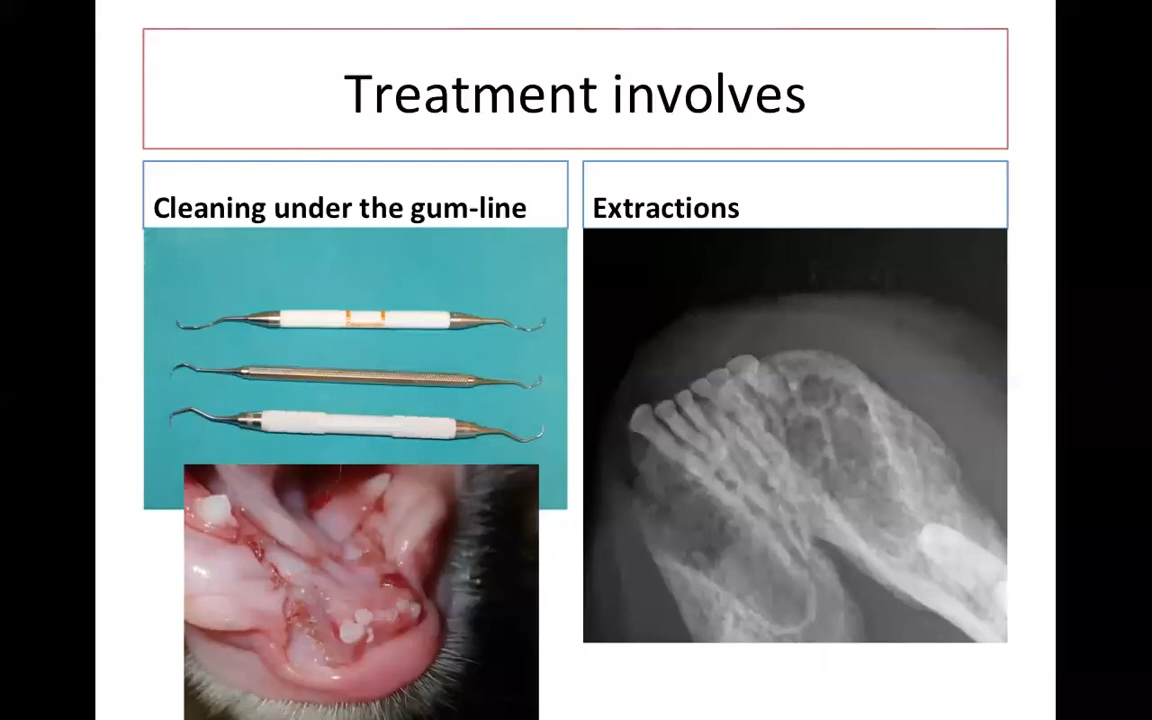 Treatment involves
Cleaning under the gum-line
Extractions